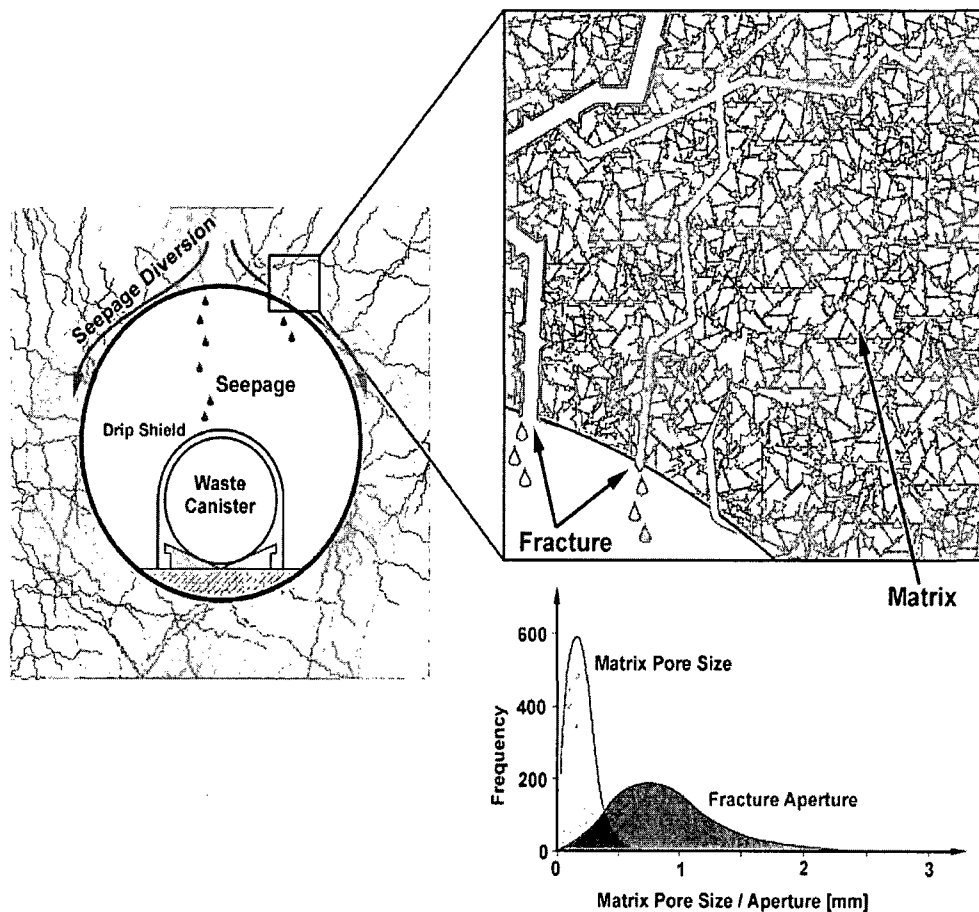 Seepage Diversion
Seepage
Drip Shield
Waste
Canister
Fracture
Matrix
600
400
200
0
Frequency
Matrix Pore Size
Fracture Aperture
0
1
2
3
Matrix Pore Size / Aperture [mm]